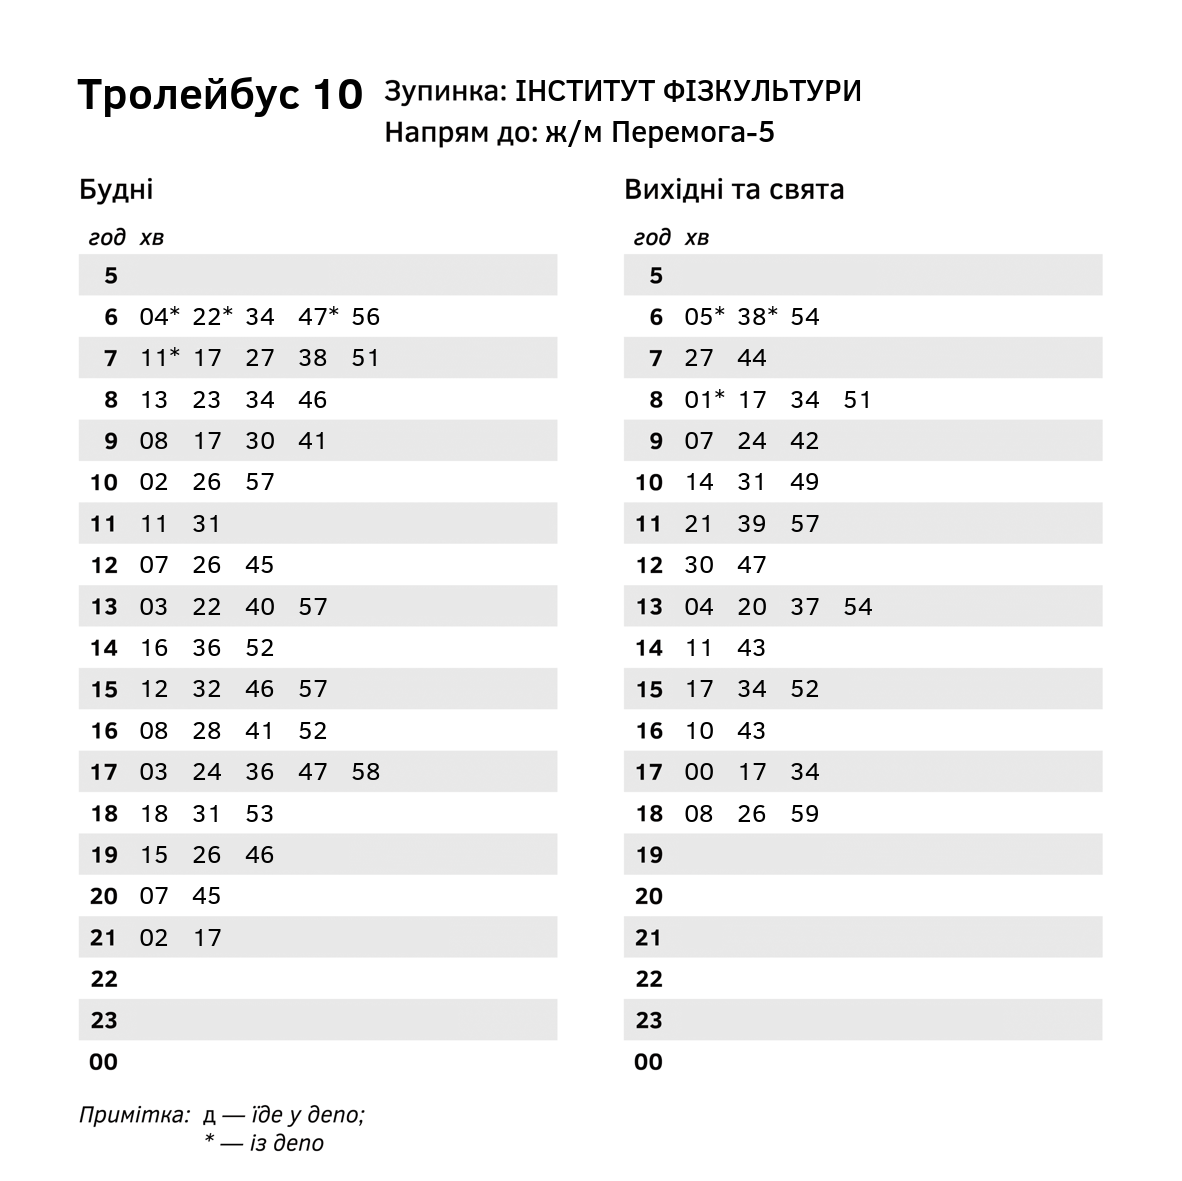 Тролейбус 10
Зупинка: ІНСТИТУТ ФІЗКУЛЬТУРИ
Напрям до: ж/м Перемога-5
Будні
год хв
5
6 04* 22* 34 47* 56
7 11* 17 27 38 51
8 13 23 34 46
9 08 17 30 41
10 02 26 57
11 11 31
12 07 26 45
13 03 22 40 57
14 16 36 52
15 12 32 46 57
16 08 28 41 52
17 03 24 36 47 58
18 18 31 53
19 15 26 46
20 07 45
21 02 17
22
23
00
Вихідні та свята
год хв
5
6 05* 38* 54
7 27 44
8 01* 17 34 51
9 07 24 42
10 14 31 49
11 21 39 57
12 30 47
13 04 20 37 54
14 11 43
15 17 34 52
16 10 43
17 00 17 34
18 08 26 59
19
20
21
22
23
00
Примітка: д — їде у депо;
* — із депо